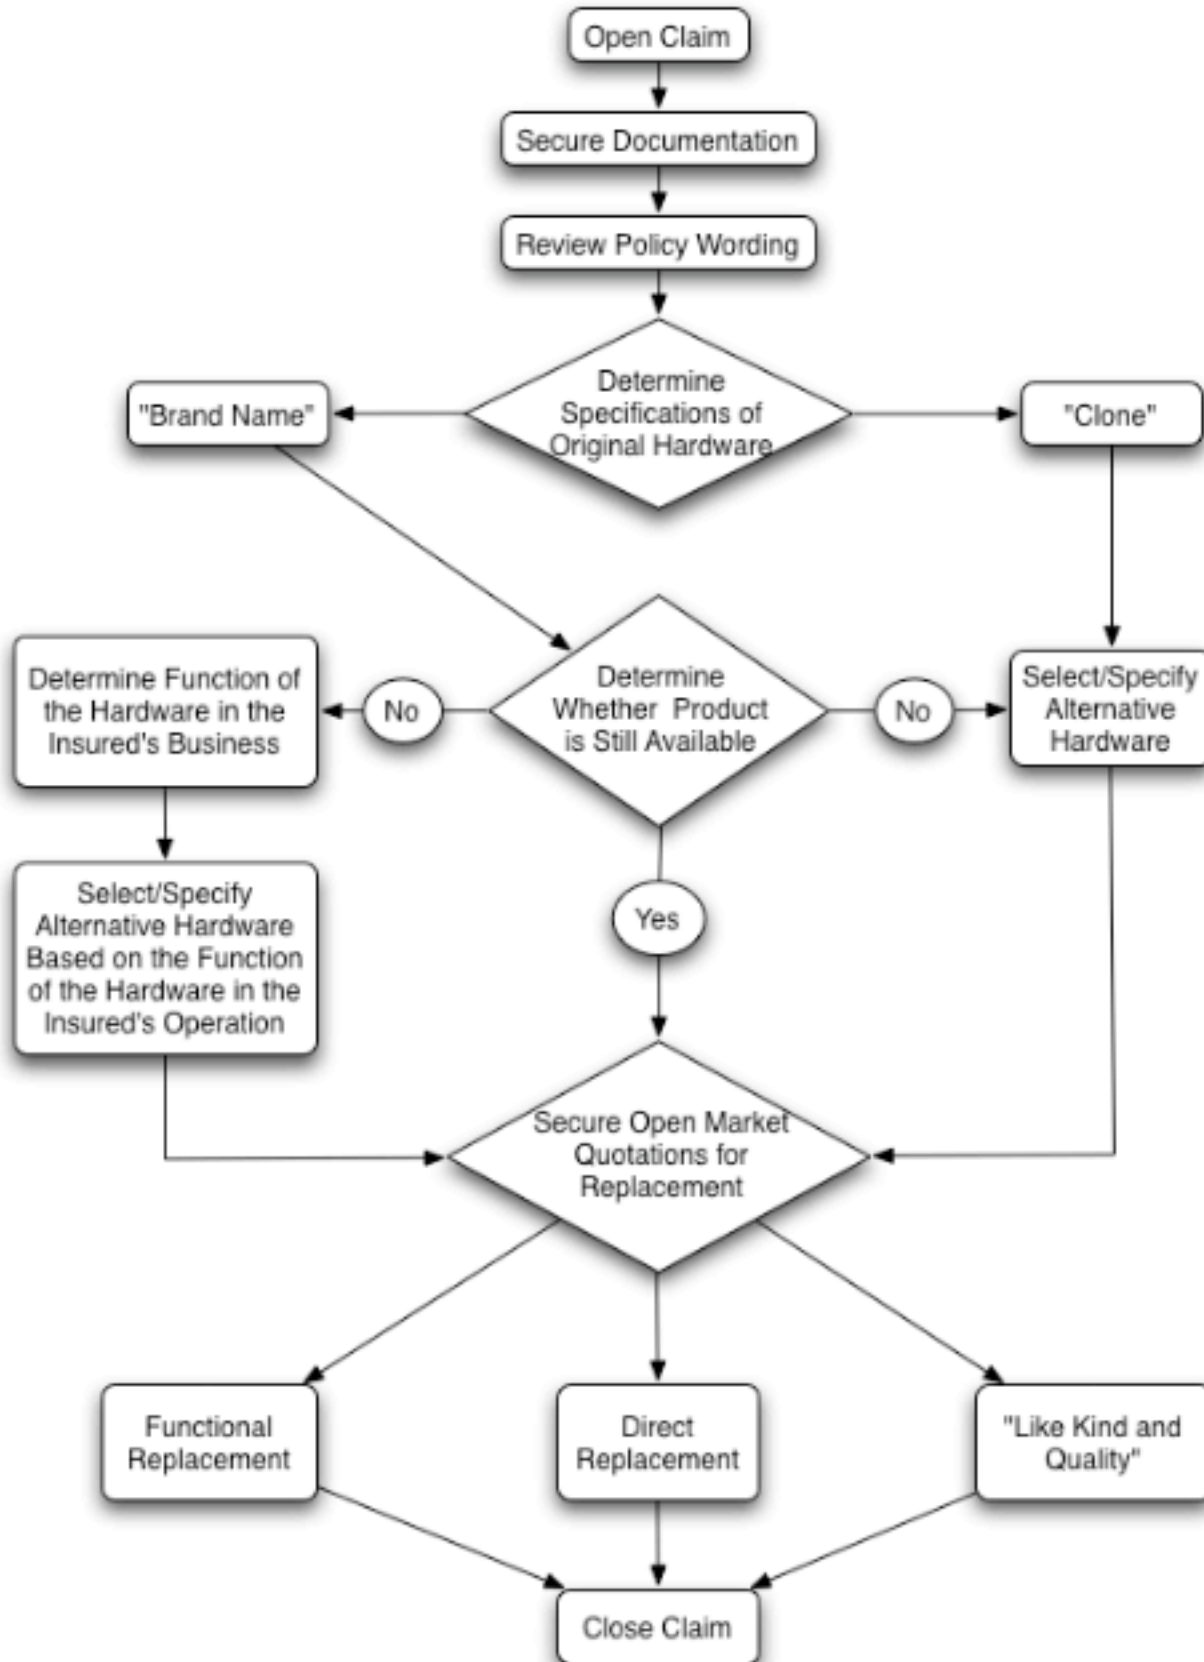 Open Claim
Secure Documentation
Review Policy Wording
Determine
Specifications of
Original Hardware
"Brand Name"
"Clone"
Determine Function of
the Hardware in the
Insured's Business
No
Determine
Whether Product
is Still Available
No
Select/Specify
Alternative
Hardware
Select/Specify
Alternative Hardware
Based on the Function
of the Hardware in the
Insured's Operation
Yes
Secure Open Market
Quotations for
Replacement
Functional
Replacement
Direct
Replacement
"Like Kind and
Quality"
Close Claim